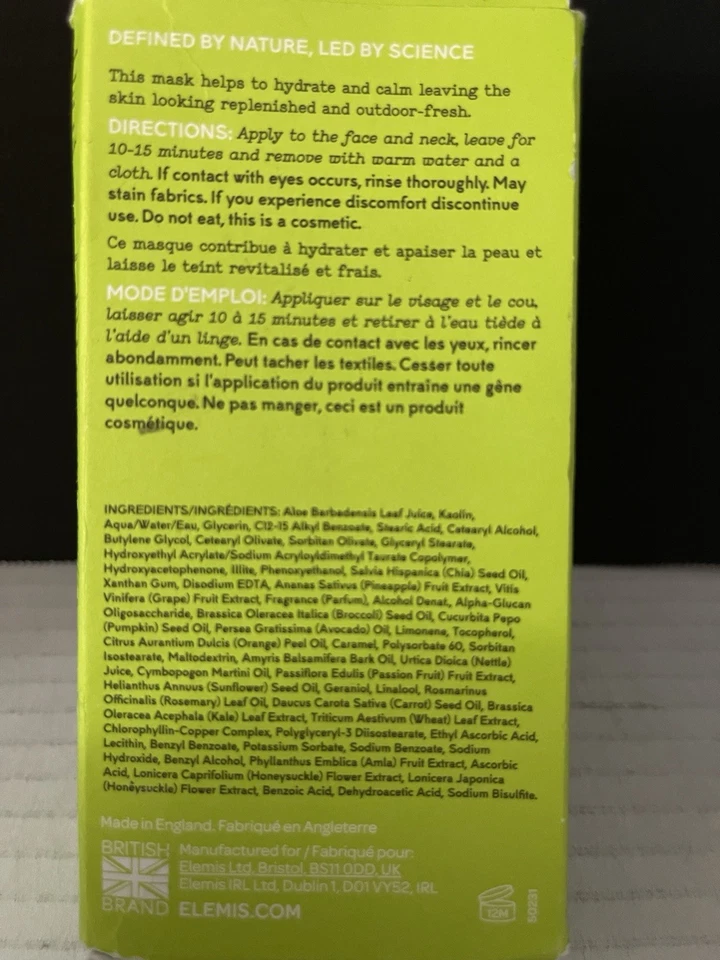 DEFINED BY NATURE, LED BY SCIENCE
This mask helps to hydrate and calm leaving the
skin looking replenished and outdoor-fresh.
DIRECTIONS: Apply to the face and neck, leave for
10-15 minutes and remove with warm water and a
cloth. If contact with eyes occurs, rinse thoroughly. May
stain fabrics. If you experience discomfort discontinue
use. Do not eat, this is a cosmetic.
Ce masque contribue à hydrater et apaiser la peau et
laisse le teint revitalisé et frais.
MODE D'EMPLOI: Appliquer sur le visage et le cou,
laisser agir 10 à 15 minutes et retirer à l'eau tiède à
l'aide d'un linge. En cas de contact avec les yeux, rincer
abondamment. Peut tacher les textiles. Cesser toute
utilisation si l'application du produit entraîne une gêne
quelconque. Ne pas manger, ceci est un produit
cosmétique.
INGREDIENTS/INGRÉDIENTS: Aloe Barbadensis Leaf Juice, Kaolin,
Aqua/Water/Eau, Glycerin, C12-15 Alkyl Benzoate, Stearic Acid, Cetearyl Alcohol,
Butylene Glycol, Cetearyl Olivate, Sorbitan Olivate, Glyceryl Stearate,
Hydroxyethyl Acrylate/Sodium Acryloyldimethyl Taurate Copolymer,
Hydroxyacetophenone, Illite, Phenoxyethanol, Salvia Hispanica (Chia) Seed Oil,
Xanthan Gum, Disodium EDTA, Ananas Sativus (Pineapple) Fruit Extract, Vitis
Vinifera (Grape) Fruit Extract, Fragrance (Parfum), Alcohol Denat., Alpha-Glucan
Oligosaccharide, Brassica Oleracea Italica (Broccoli) Seed Oil, Cucurbita Pepo
(Pumpkin) Seed Oil, Persea Gratissima (Avocado) Oil, Limonene, Tocopherol,
Citrus Aurantium Dulcis (Orange) Peel Oil, Caramel, Polysorbate 60, Sorbitan
Isostearate, Maltodextrin, Amyris Balsamifera Bark Oil, Urtica Dioica (Nettle)
Juice, Cymbopogon Martini Oil, Passiflora Edulis (Passion Fruit) Fruit Extract,
Helianthus Annuus (Sunflower) Seed Oil, Geraniol, Linalool, Rosmarinus
Officinalis (Rosemary) Leaf Oil, Daucus Carota Sativa (Carrot) Seed Oil, Brassica
Oleracea Acephala (Kale) Leaf Extract, Triticum Aestivum (Wheat) Leaf Extract,
Chlorophyllin-Copper Complex, Polyglyceryl-3 Diisostearate, Ethyl Ascorbic Acid,
Lecithin, Benzyl Benzoate, Potassium Sorbate, Sodium Benzoate, Sodium
Hydroxide, Benzyl Alcohol, Phyllanthus Emblica (Amla) Fruit Extract, Ascorbic
Acid, Lonicera Caprifolium (Honeysuckle) Flower Extract, Lonicera Japonica
(Honeysuckle) Flower Extract, Benzoic Acid, Dehydroacetic Acid, Sodium Bisulfite.
Made in England. Fabriqué en Angleterre
BRITISH
BRAND
Manufactured for / Fabriqué pour:
Elemis Ltd, Bristol, BS11 0DD, UK
Elemis IRL Ltd, Dublin 1, D01 VY52, IRL
ELEMIS.COM
12M
50231